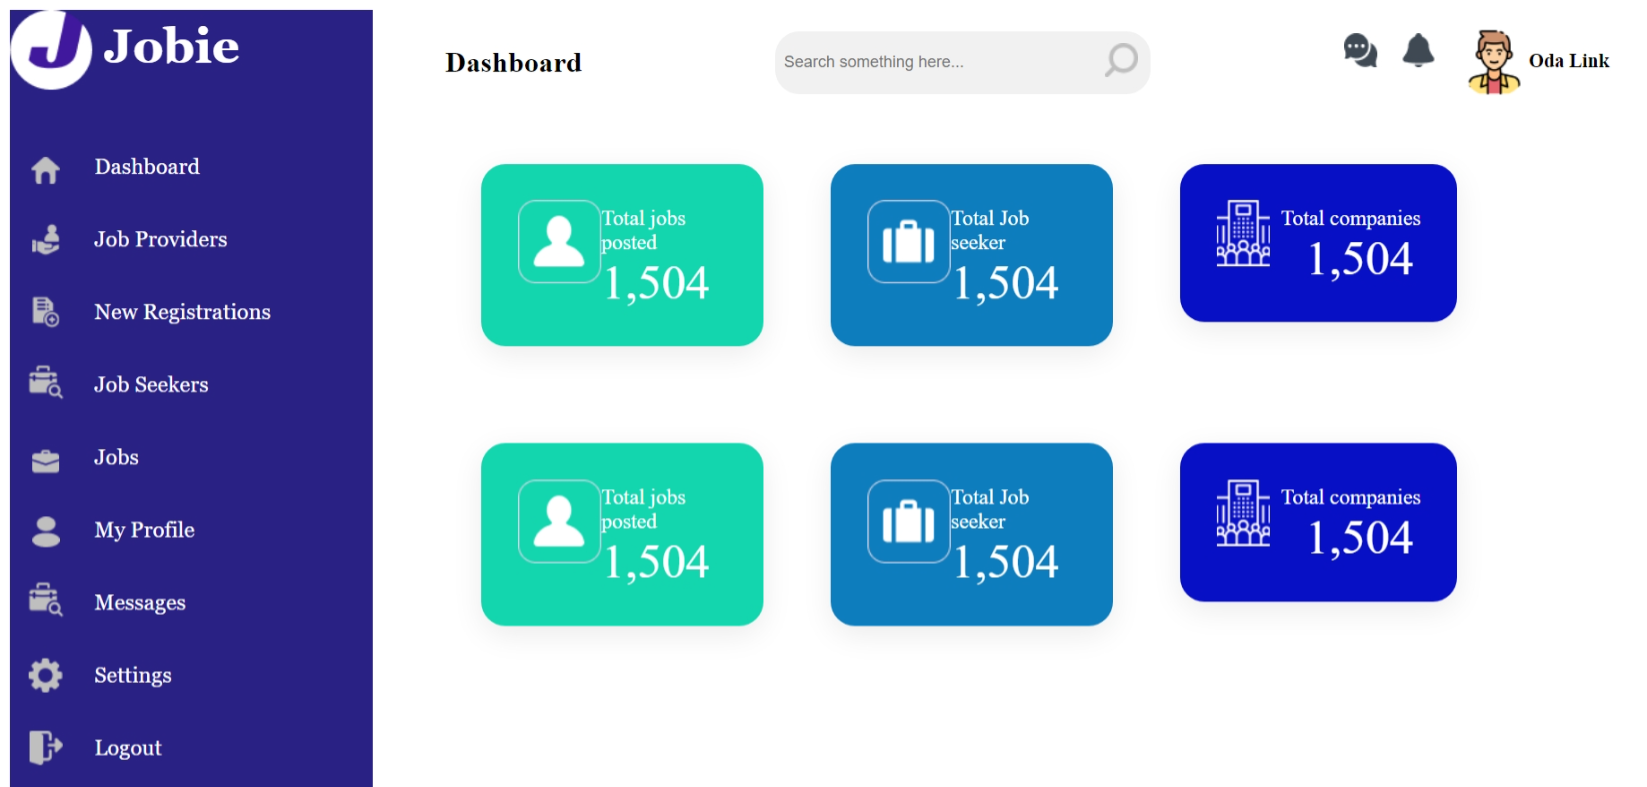 Jobie
Dashboard
Job Providers
New Registrations
Job Seekers
Jobs
My Profile
Messages
Settings
Logout
Dashboard
Search something here...
Oda Link
Total jobs
posted
1,504
Total Job
seeker
1,504
Total companies
1,504
Total jobs
posted
1,504
Total Job
seeker
1,504
Total companies
1,504